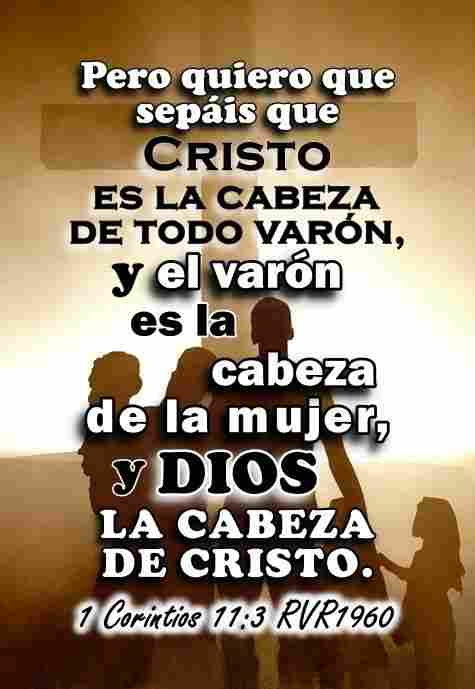 Pero quiero que
sepáis que
CRISTO
ES LA CABEZA
DE TODO VARÓN,
y el varón
es la
cabeza
de la mujer,
y DIOS
LA CABEZA
DE CRISTO.
1 Corintios 11:3 RVR1960